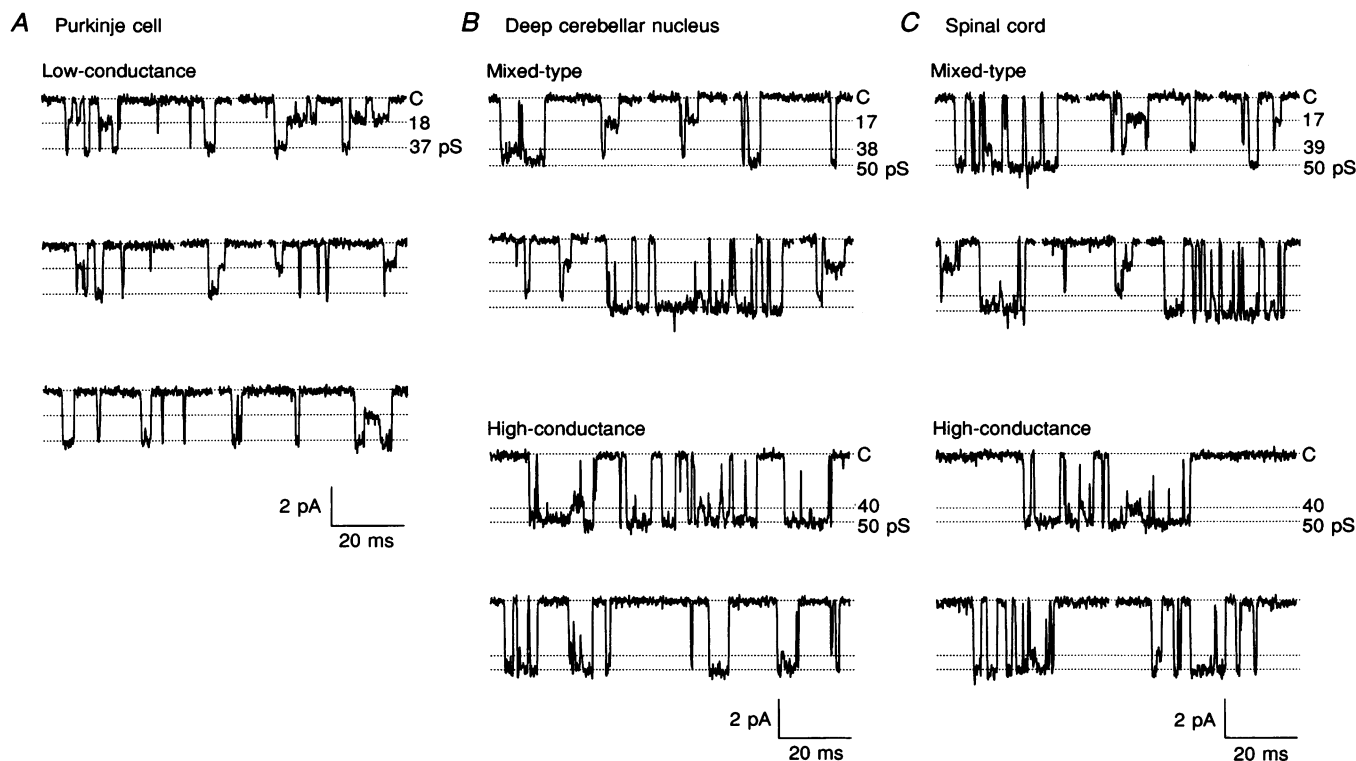 A Purkinje cell
Low-conductance
C
18
37 pS
2 pA
20 ms
B Deep cerebellar nucleus
Mixed-type
C
17
38
50 pS
High-conductance
C
40
50 pS
2 pA
20 ms
C Spinal cord
Mixed-type
C
17
39
50 pS
High-conductance
C
40
50 pS
2 pA
20 ms